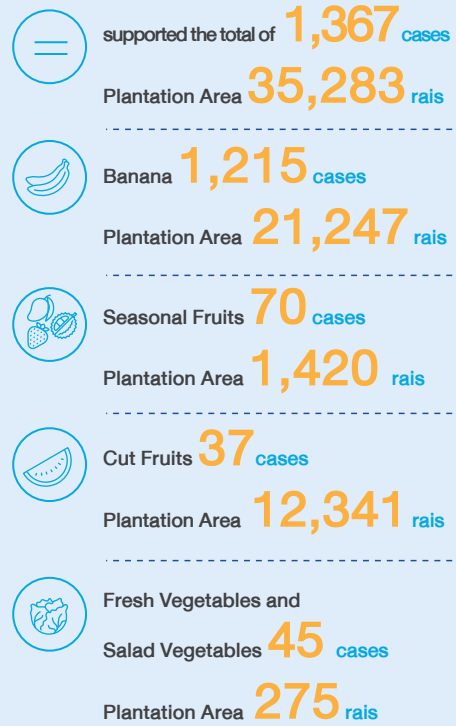 supported the total of 1,367 cases
Plantation Area 35,283 rais
Banana 1,215 cases
Plantation Area 21,247 rais
Seasonal Fruits 70 cases
Plantation Area 1,420 rais
Cut Fruits 37 cases
Plantation Area 12,341 rais
Fresh Vegetables and
Salad Vegetables 45 cases
Plantation Area 275 rais